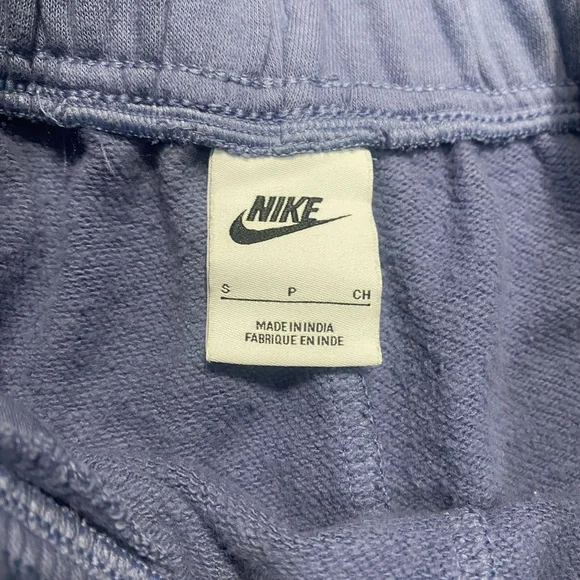 NIKE
S P CH
MADE IN INDIA
FABRIQUE EN INDE